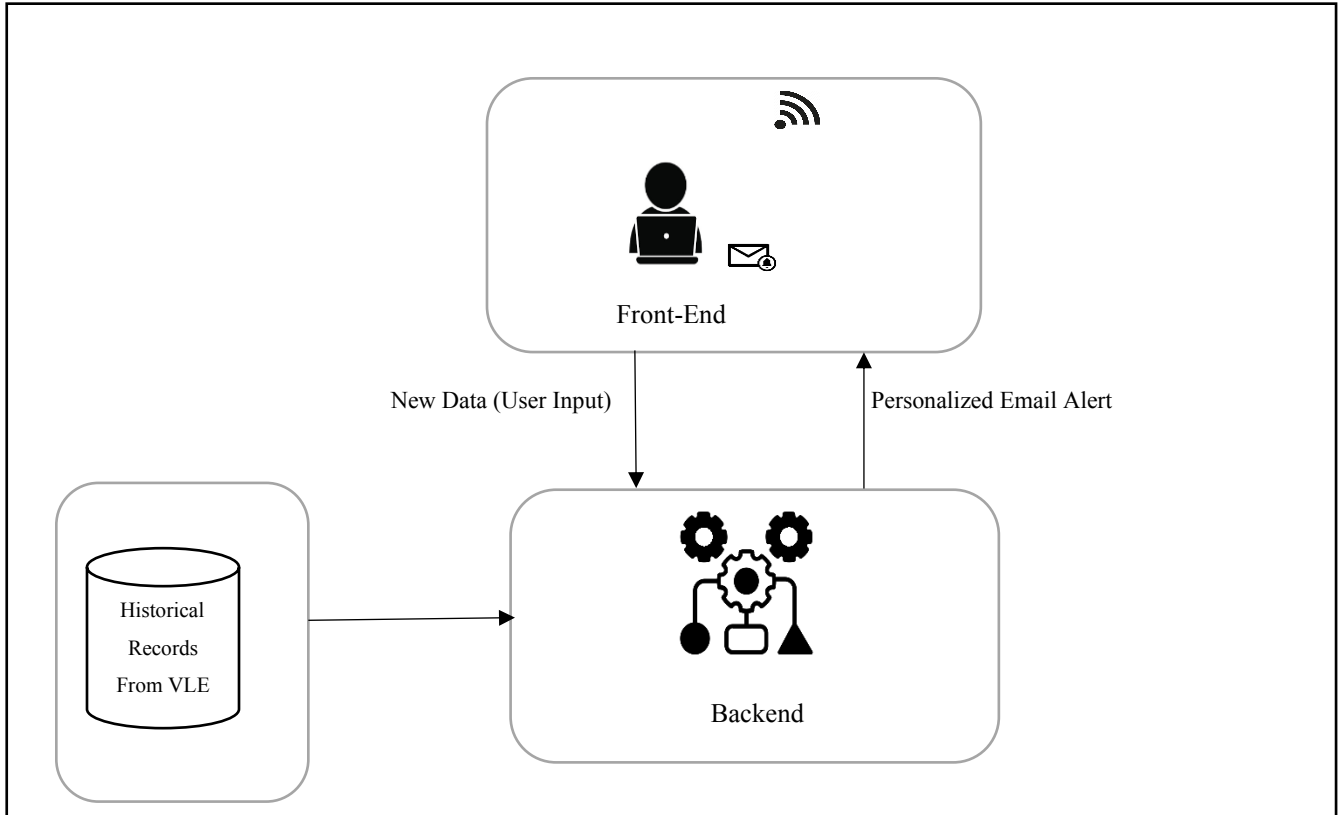 Front-End
New Data (User Input)
Personalized Email Alert
Historical
Records
From VLE
Backend